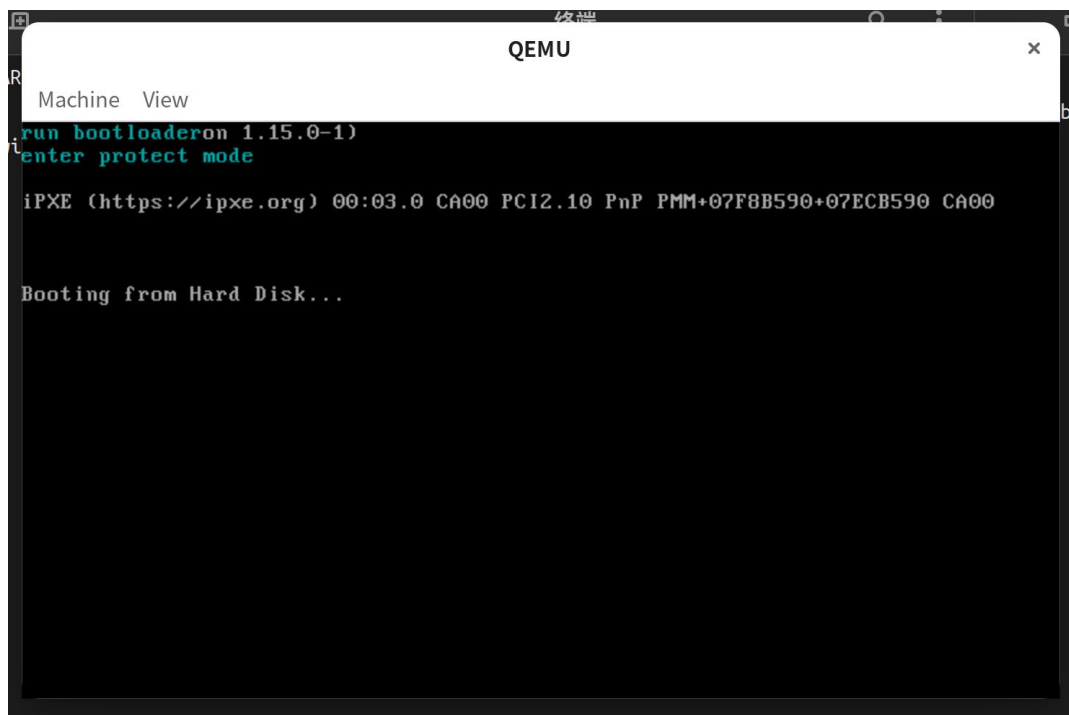 终端
QEMU
Machine View
run bootloaderon 1.15.0-1)
enter protect mode
iPXE (https://ipxe.org) 00:03.0 CA00 PCI2.10 PnP PMM+07F8B590+07ECB590 CA00
Booting from Hard Disk...